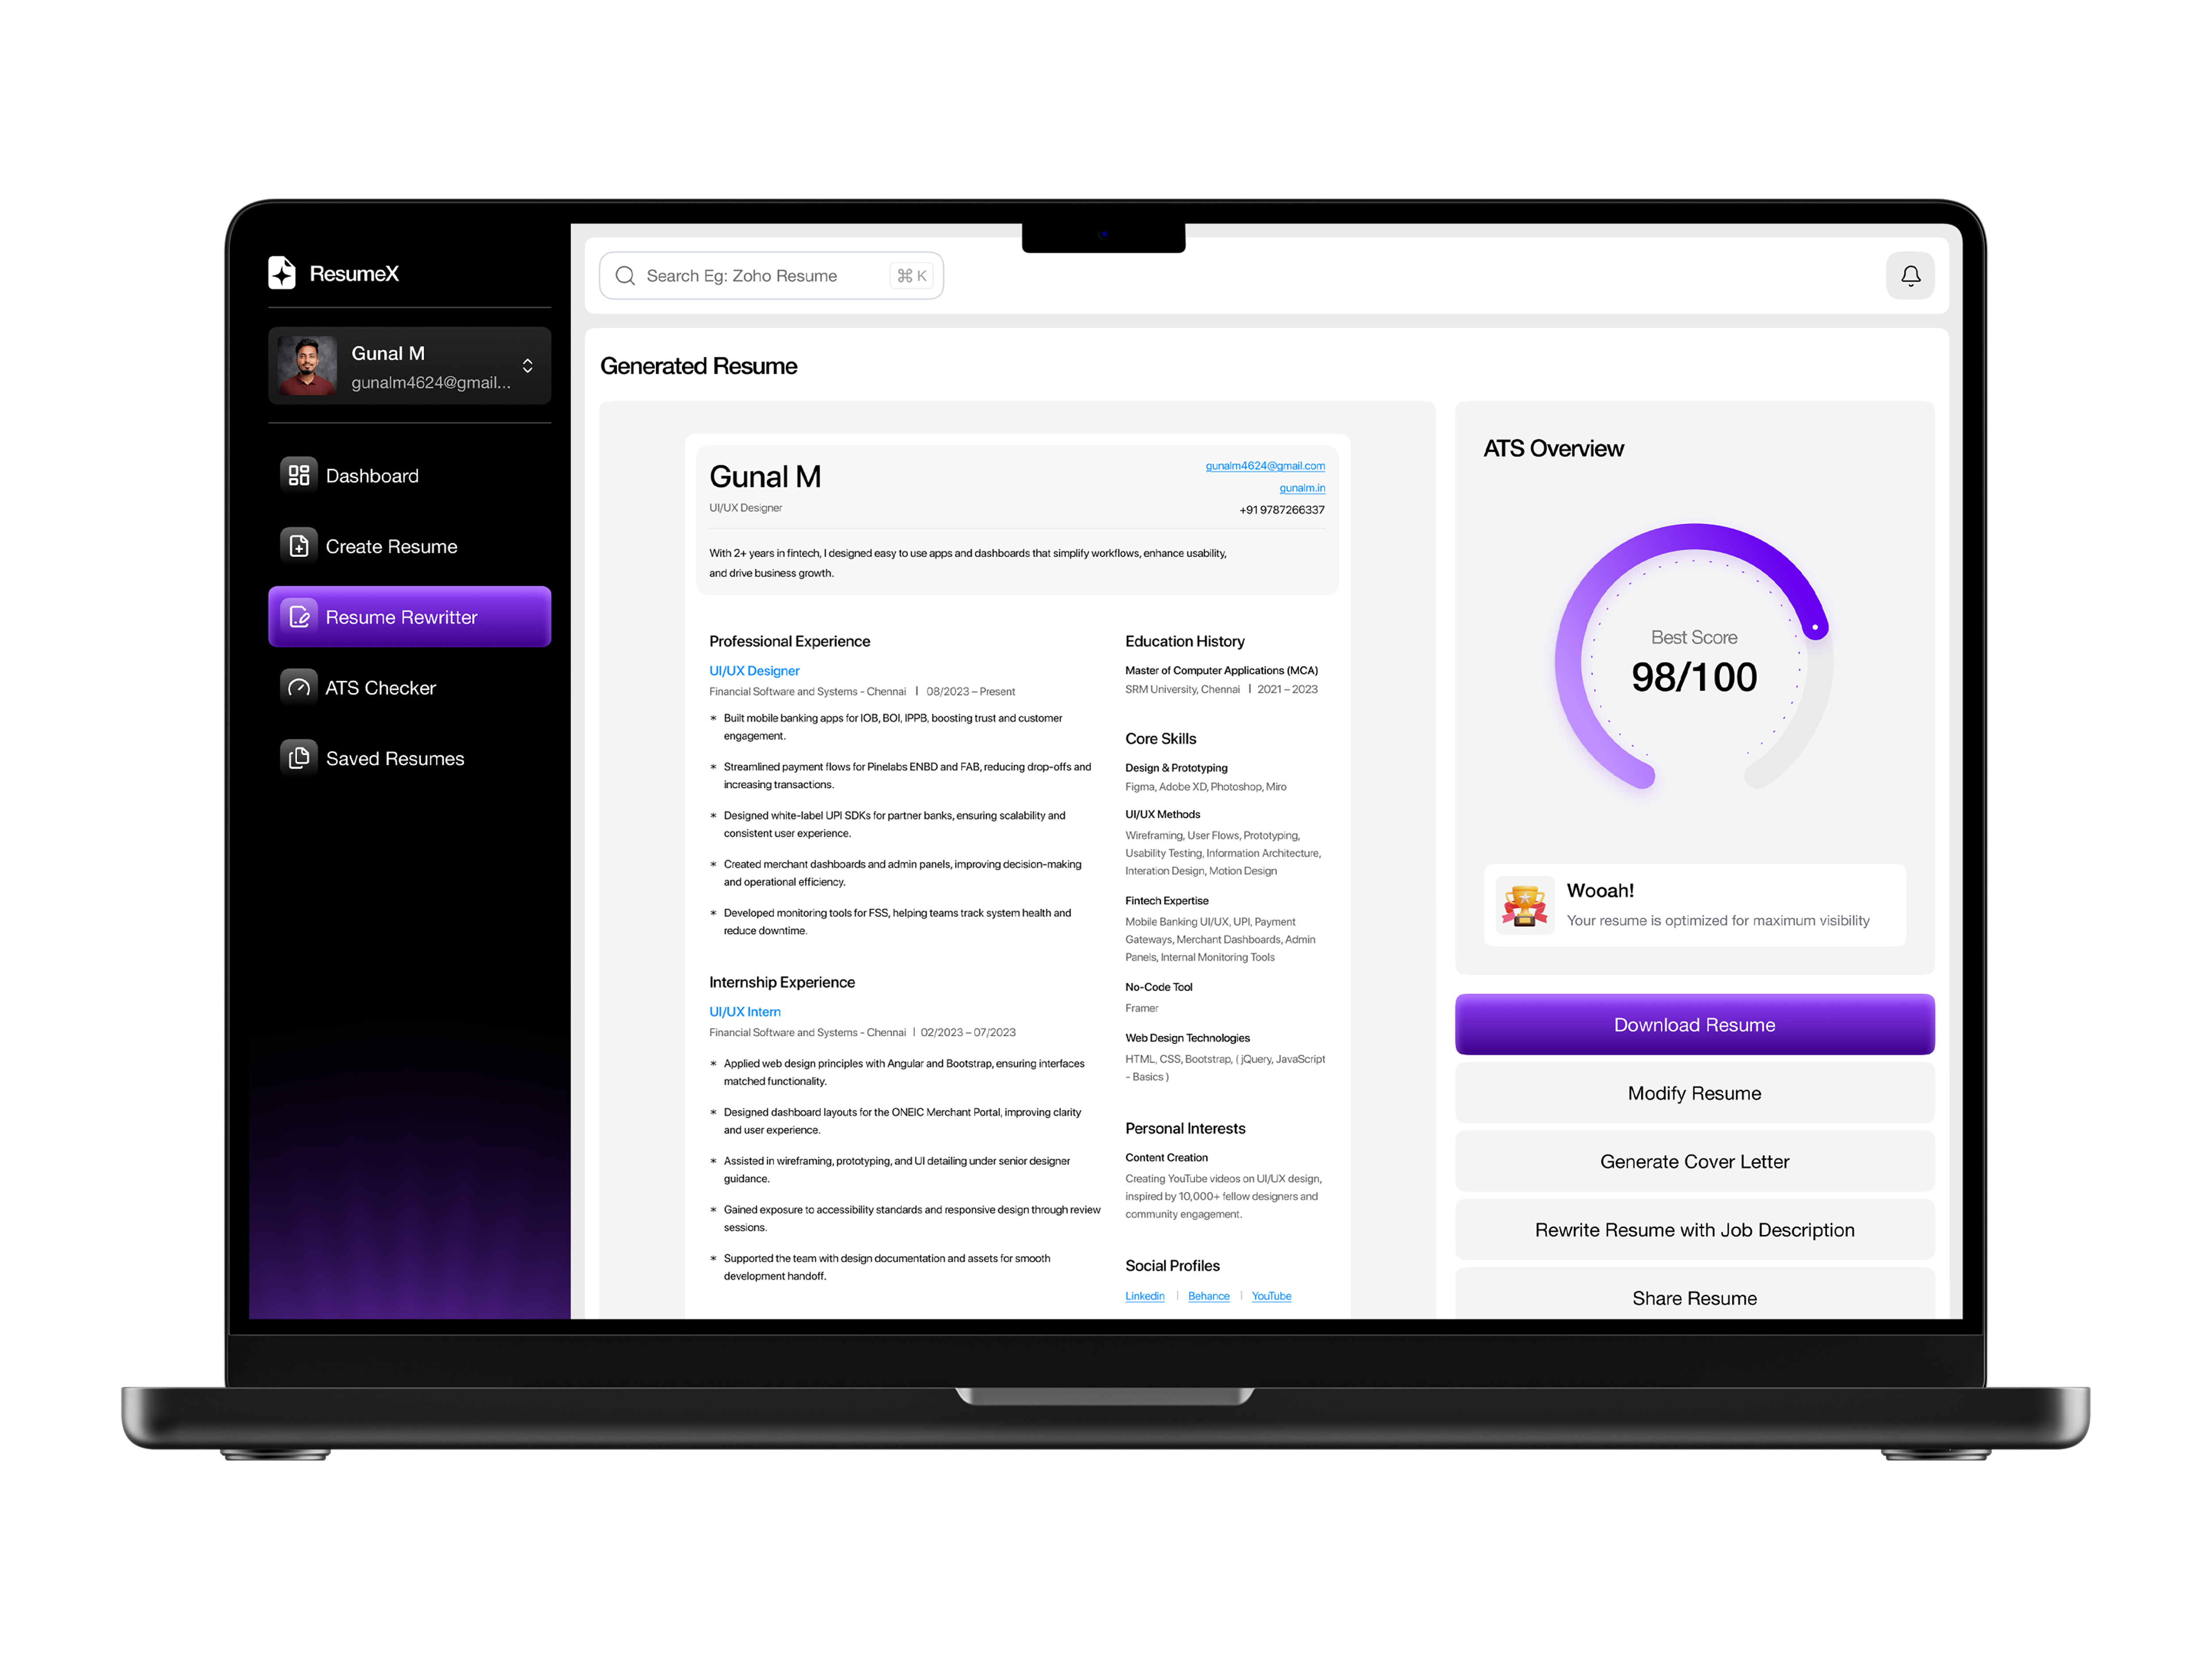 ResumeX
Gunal M
gunalm4624@gmail...
Dashboard
Create Resume
Resume Rewritter
ATS Checker
Saved Resumes
Search Eg: Zoho Resume
⌘ K
Generated Resume
Gunal M
UI/UX Designer
gunalm4624@gmail.com
gunalm.in
+91 9787266337
With 2+ years in fintech, I designed easy to use apps and dashboards that simplify workflows, enhance usability,
and drive business growth.
Professional Experience
UI/UX Designer
Financial Software and Systems - Chennai | 08/2023 – Present
* Built mobile banking apps for IOB, BOI, IPPB, boosting trust and customer
engagement.
* Streamlined payment flows for Pinelabs ENBD and FAB, reducing drop-offs and
increasing transactions.
* Designed white-label UPI SDKs for partner banks, ensuring scalability and
consistent user experience.
* Created merchant dashboards and admin panels, improving decision-making
and operational efficiency.
* Developed monitoring tools for FSS, helping teams track system health and
reduce downtime.
Internship Experience
UI/UX Intern
Financial Software and Systems - Chennai | 02/2023 – 07/2023
* Applied web design principles with Angular and Bootstrap, ensuring interfaces
matched functionality.
* Designed dashboard layouts for the ONEIC Merchant Portal, improving clarity
and user experience.
* Assisted in wireframing, prototyping, and UI detailing under senior designer
guidance.
* Gained exposure to accessibility standards and responsive design through review
sessions.
* Supported the team with design documentation and assets for smooth
development handoff.
Education History
Master of Computer Applications (MCA)
SRM University, Chennai | 2021 – 2023
Core Skills
Design & Prototyping
Figma, Adobe XD, Photoshop, Miro
UI/UX Methods
Wireframing, User Flows, Prototyping,
Usability Testing, Information Architecture,
Interation Design, Motion Design
Fintech Expertise
Mobile Banking UI/UX, UPI, Payment
Gateways, Merchant Dashboards, Admin
Panels, Internal Monitoring Tools
No-Code Tool
Framer
Web Design Technologies
HTML, CSS, Bootstrap, ( jQuery, JavaScript
- Basics )
Personal Interests
Content Creation
Creating YouTube videos on UI/UX design,
inspired by 10,000+ fellow designers and
community engagement.
Social Profiles
Linkedin | Behance | YouTube
ATS Overview
Best Score
98/100
Wooah!
Your resume is optimized for maximum visibility
Download Resume
Modify Resume
Generate Cover Letter
Rewrite Resume with Job Description
Share Resume